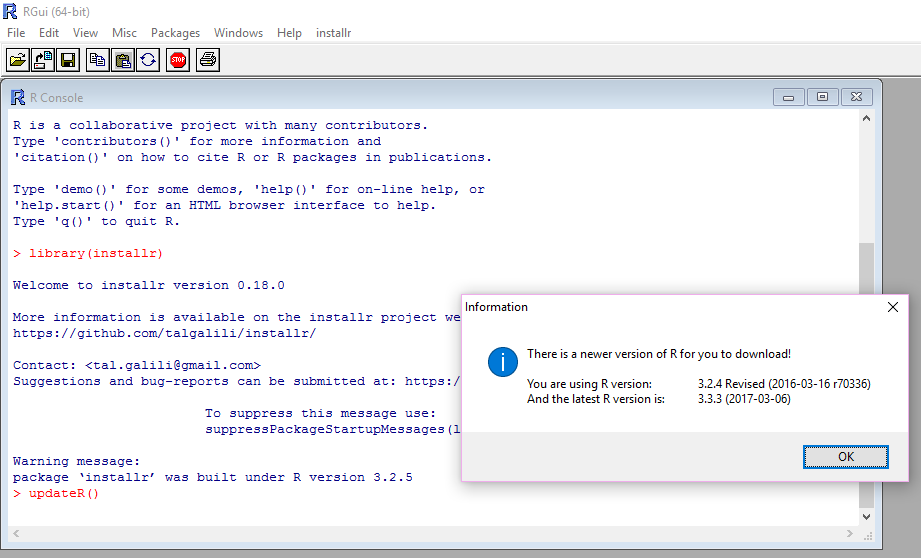 RGui (64-bit)
File Edit View Misc Packages Windows Help installr
STOP
R Console
R is a collaborative project with many contributors.
Type 'contributors()' for more information and
'citation()' on how to cite R or R packages in publications.
Type 'demo()' for some demos, 'help()' for on-line help, or
'help.start()' for an HTML browser interface to help.
Type 'q()' to quit R.
> library(installr)
Welcome to installr version 0.18.0
More information is available on the installr project we
https://github.com/talgalili/installr/
Contact: <tal.galili@gmail.com>
Suggestions and bug-reports can be submitted at: https:/
To suppress this message use:
suppressPackageStartupMessages(l
Warning message:
package ‘installr’ was built under R version 3.2.5
> updateR()
Information
There is a newer version of R for you to download!
You are using R version: 3.2.4 Revised (2016-03-16 r70336)
And the latest R version is: 3.3.3 (2017-03-06)
OK